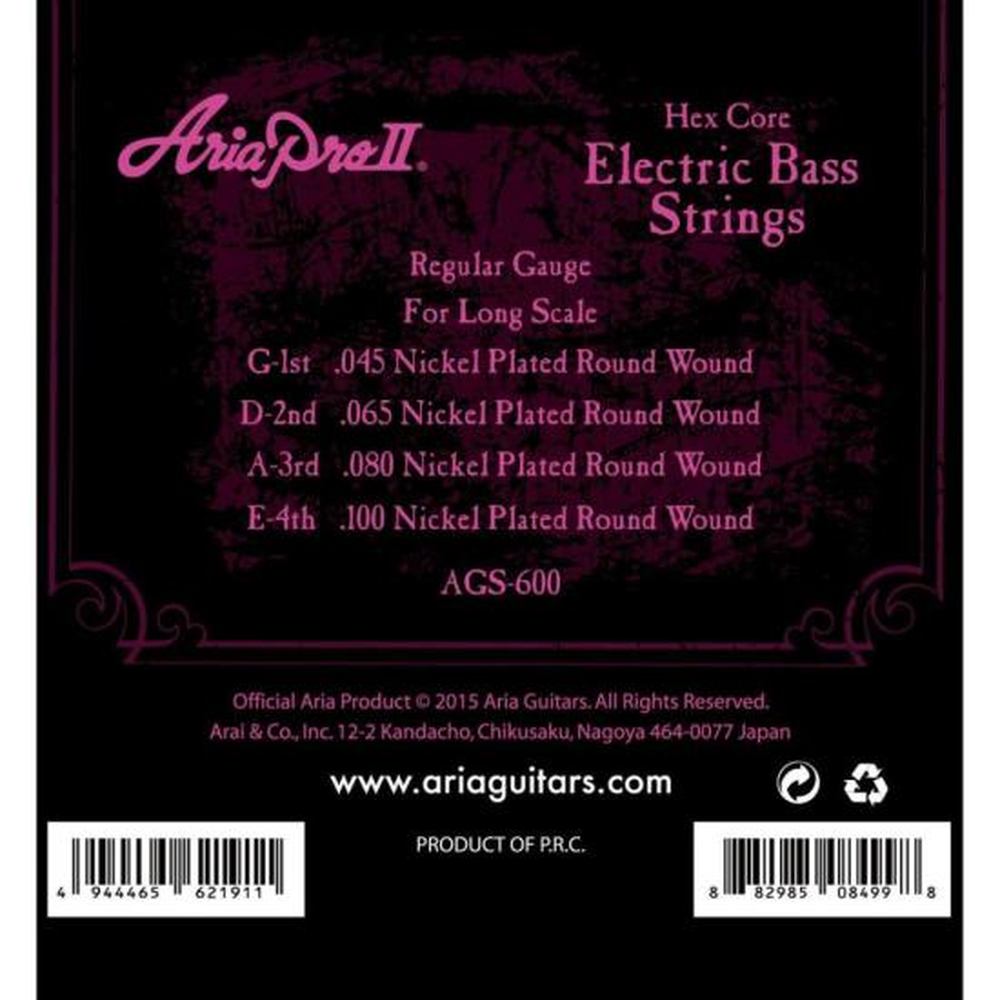 Aria Pro II®
Hex Core
Electric Bass
Strings
Regular Gauge
For Long Scale
G-1st .045 Nickel Plated Round Wound
D-2nd .065 Nickel Plated Round Wound
A-3rd .080 Nickel Plated Round Wound
E-4th .100 Nickel Plated Round Wound
AGS-600
Official Aria Product © 2015 Aria Guitars. All Rights Reserved.
Arai & Co., Inc. 12-2 Kandacho, Chikusaku, Nagoya 464-0077 Japan
www.ariaguitars.com
PRODUCT OF P.R.C.
4 944465 621911
8 82985 08499 8